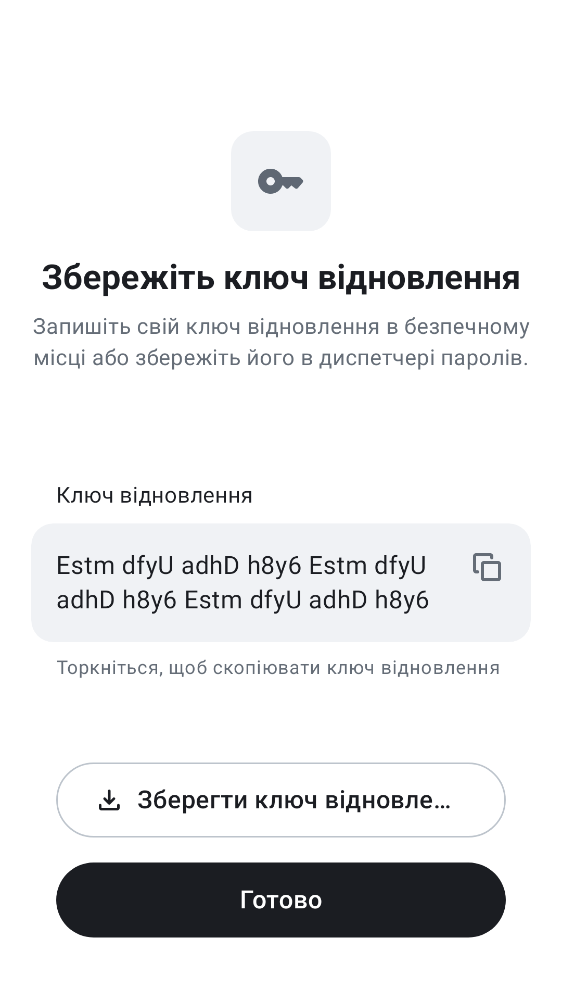 Збережіть ключ відновлення
Запишіть свій ключ відновлення в безпечному
місці або збережіть його в диспетчері паролів.
Ключ відновлення
Estm dfyU adhD h8y6 Estm dfyU
adhD h8y6 Estm dfyU adhD h8y6
Торкніться, щоб скопіювати ключ відновлення
Зберегти ключ відновле…
Готово